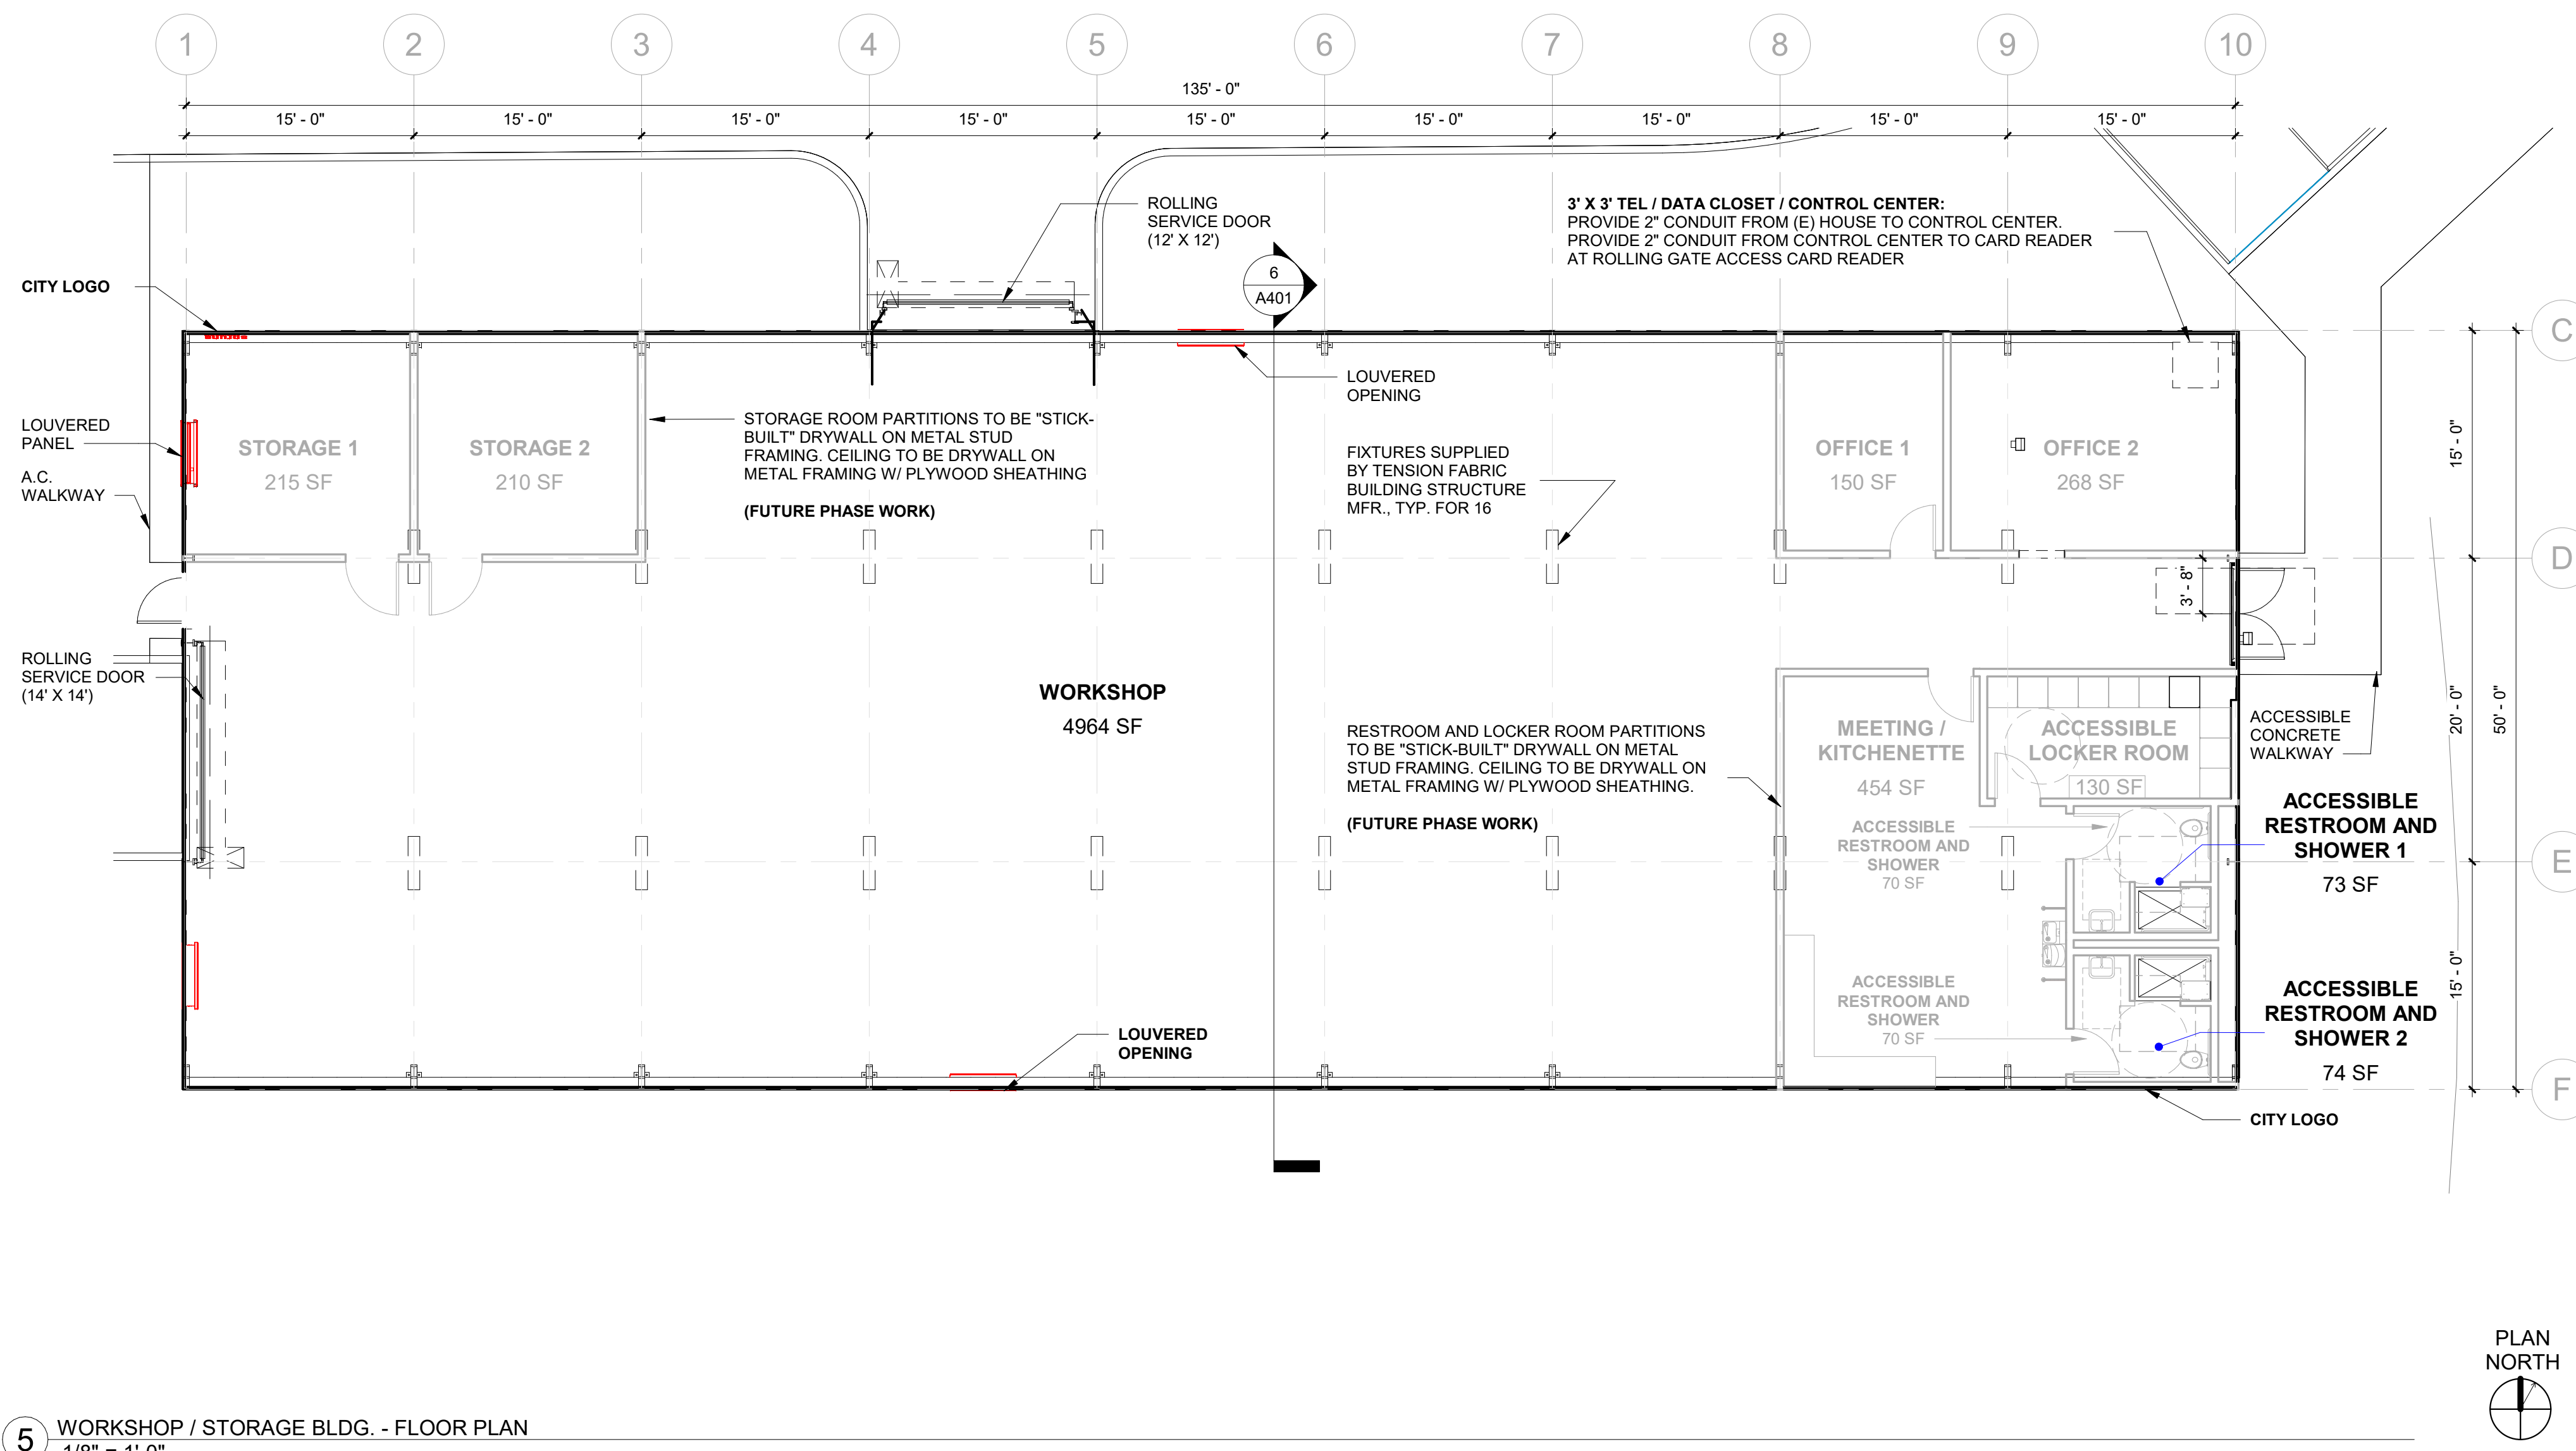 1 2 3 4 5 6 7 8 9 10
135' - 0"
15' - 0" 15' - 0" 15' - 0" 15' - 0" 15' - 0" 15' - 0" 15' - 0" 15' - 0" 15' - 0"
ROLLING
SERVICE DOOR
(12' X 12')
3' X 3' TEL / DATA CLOSET / CONTROL CENTER:
PROVIDE 2" CONDUIT FROM (E) HOUSE TO CONTROL CENTER.
PROVIDE 2" CONDUIT FROM CONTROL CENTER TO CARD READER
AT ROLLING GATE ACCESS CARD READER
6
A401
CITY LOGO
C
LOUVERED
OPENING
LOUVERED
PANEL
A.C.
WALKWAY
STORAGE 1
215 SF
STORAGE 2
210 SF
STORAGE ROOM PARTITIONS TO BE "STICK-
BUILT" DRYWALL ON METAL STUD
FRAMING. CEILING TO BE DRYWALL ON
METAL FRAMING W/ PLYWOOD SHEATHING
(FUTURE PHASE WORK)
FIXTURES SUPPLIED
BY TENSION FABRIC
BUILDING STRUCTURE
MFR., TYP. FOR 16
OFFICE 1
150 SF
OFFICE 2
268 SF
15' - 0"
D
3' - 8"
ROLLING
SERVICE DOOR
(14' X 14')
WORKSHOP
4964 SF
RESTROOM AND LOCKER ROOM PARTITIONS
TO BE "STICK-BUILT" DRYWALL ON METAL
STUD FRAMING. CEILING TO BE DRYWALL ON
METAL FRAMING W/ PLYWOOD SHEATHING.
(FUTURE PHASE WORK)
MEETING /
KITCHENETTE
454 SF
ACCESSIBLE
LOCKER ROOM
130 SF
ACCESSIBLE
CONCRETE
WALKWAY
20' - 0"
50' - 0"
ACCESSIBLE
RESTROOM AND
SHOWER
70 SF
ACCESSIBLE
RESTROOM AND
SHOWER 1
73 SF
E
ACCESSIBLE
RESTROOM AND
SHOWER
70 SF
ACCESSIBLE
RESTROOM AND
SHOWER 2
74 SF
15' - 0"
LOUVERED
OPENING
F
CITY LOGO
PLAN
NORTH
5
WORKSHOP / STORAGE BLDG. - FLOOR PLAN
1/8" = 1'-0"